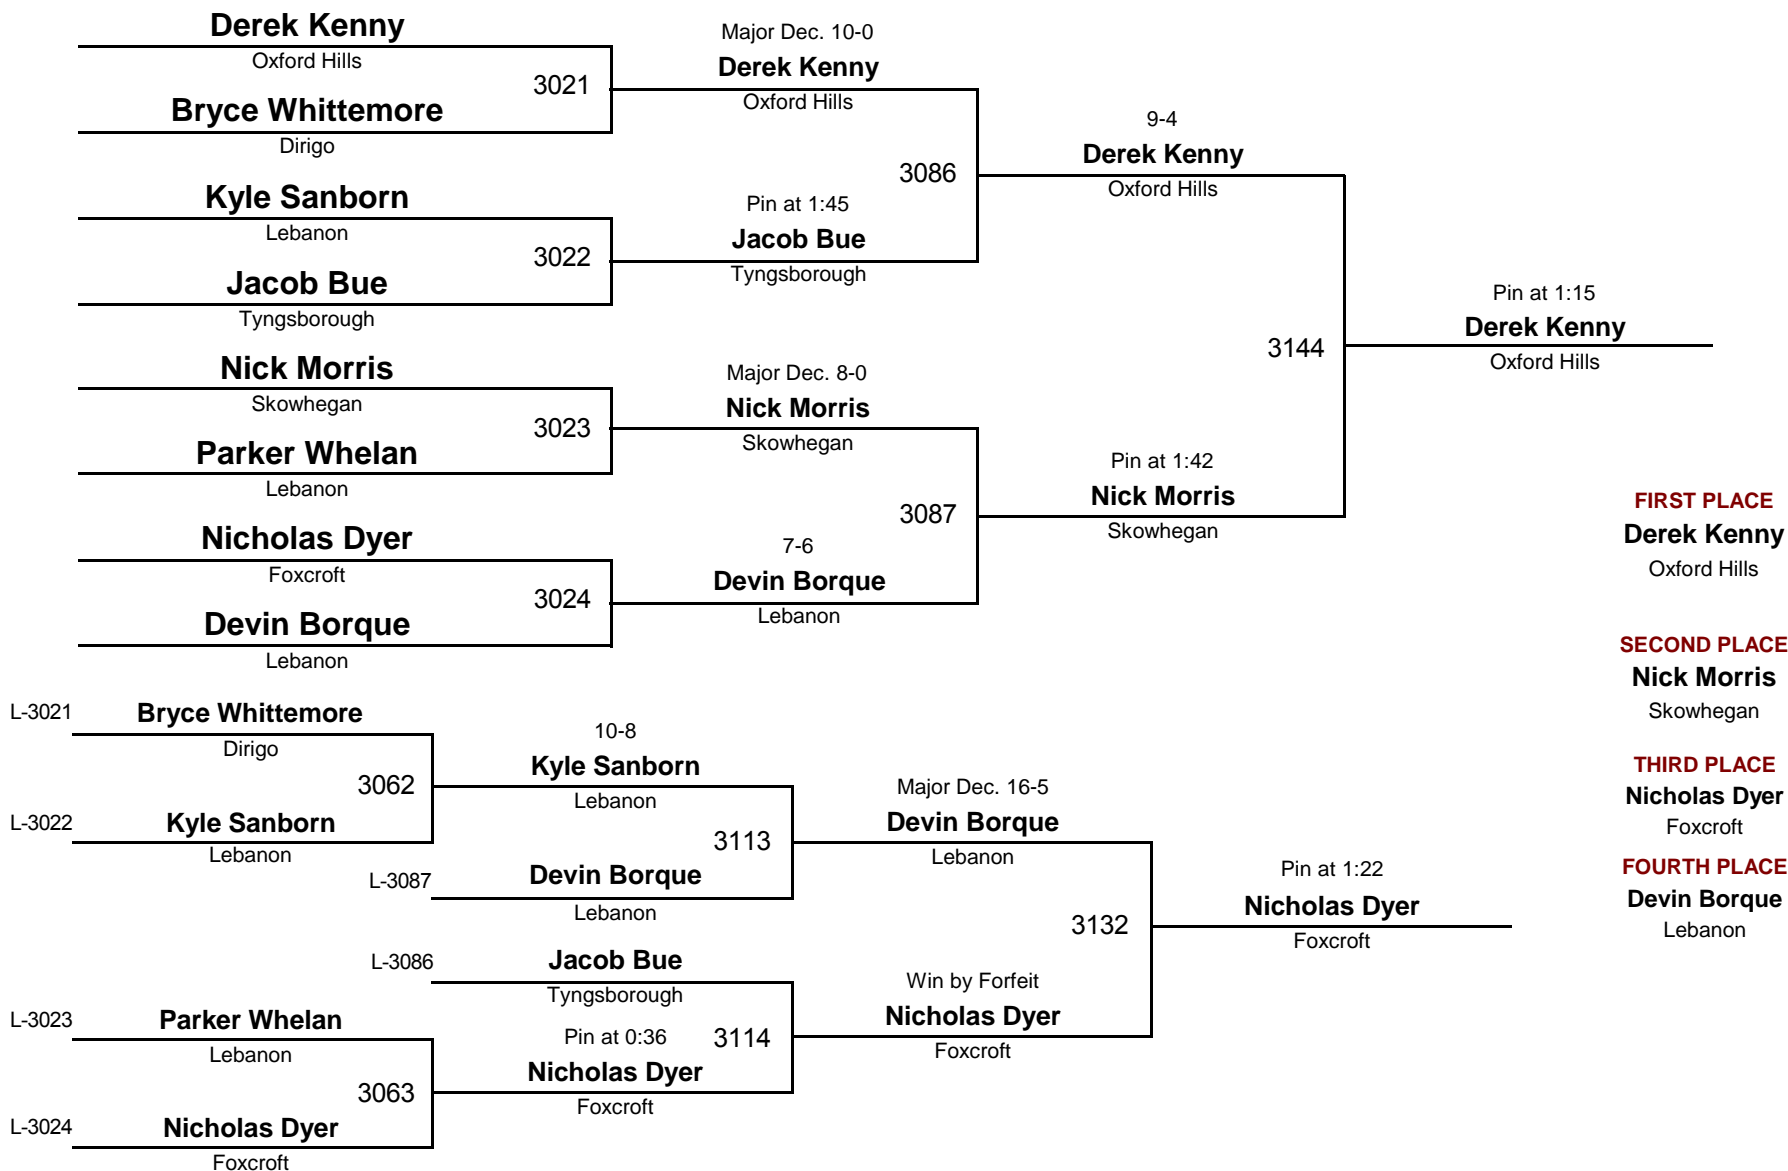 Derek Kenny
Oxford Hills
3021
Bryce Whittemore
Dirigo
Kyle Sanborn
Lebanon
3022
Jacob Bue
Tyngsborough
Nick Morris
Skowhegan
3023
Parker Whelan
Lebanon
Nicholas Dyer
Foxcroft
3024
Devin Borque
Lebanon
Major Dec. 10-0
Derek Kenny
Oxford Hills
3086
Pin at 1:45
Jacob Bue
Tyngsborough
Major Dec. 8-0
Nick Morris
Skowhegan
3087
7-6
Devin Borque
Lebanon
9-4
Derek Kenny
Oxford Hills
3144
Pin at 1:42
Nick Morris
Skowhegan
Pin at 1:15
Derek Kenny
Oxford Hills
FIRST PLACE
Derek Kenny
Oxford Hills
SECOND PLACE
Nick Morris
Skowhegan
THIRD PLACE
Nicholas Dyer
Foxcroft
FOURTH PLACE
Devin Borque
Lebanon
L-3021
Bryce Whittemore
Dirigo
3062
L-3022
Kyle Sanborn
Lebanon
L-3023
Parker Whelan
Lebanon
3063
L-3024
Nicholas Dyer
Foxcroft
10-8
Kyle Sanborn
Lebanon
3113
L-3087
Devin Borque
Lebanon
L-3086
Jacob Bue
Tyngsborough
Pin at 0:36
3114
Nicholas Dyer
Foxcroft
Major Dec. 16-5
Devin Borque
Lebanon
3132
Win by Forfeit
Nicholas Dyer
Foxcroft
Pin at 1:22
Nicholas Dyer
Foxcroft